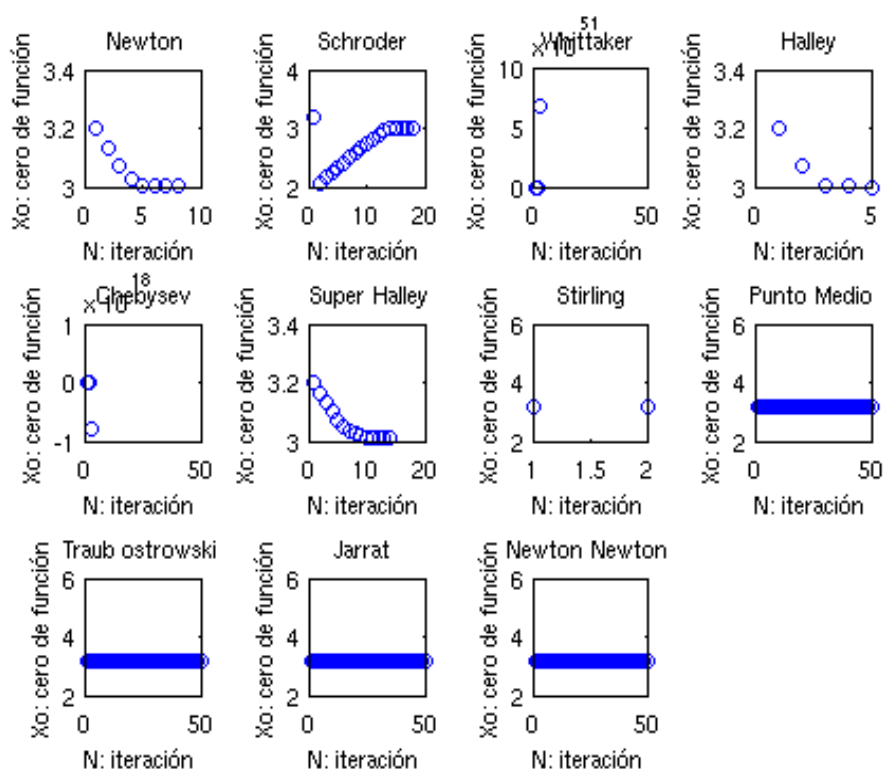 Newton
3.4
3.2
3
0
5
10
Xo: cero de función
N: iteración
Schroder
4
3
2
0
10
20
Xo: cero de función
N: iteración
x 10
51
Whittaker
10
5
0
0
50
Xo: cero de función
N: iteración
Halley
3.4
3.2
3
0
5
Xo: cero de función
N: iteración
x 10
18
Chebysev
1
0
-1
0
50
Xo: cero de función
N: iteración
Super Halley
3.4
3.2
3
0
10
20
Xo: cero de función
N: iteración
Stirling
6
4
2
1
1.5
2
Xo: cero de función
N: iteración
Punto Medio
6
4
2
0
50
Xo: cero de función
N: iteración
Traub ostrowski
6
4
2
0
50
Xo: cero de función
N: iteración
Jarrat
6
4
2
0
50
Xo: cero de función
N: iteración
Newton Newton
6
4
2
0
50
Xo: cero de función
N: iteración